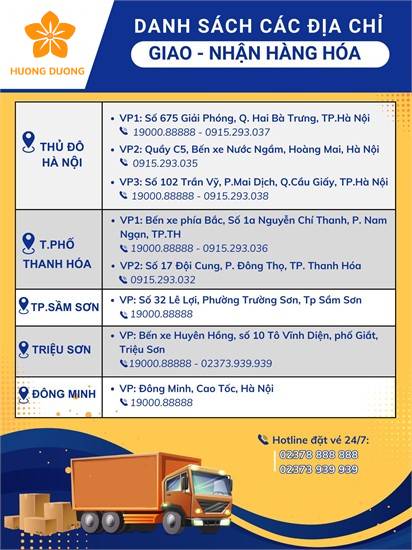 HUONG DUONG
DANH SÁCH CÁC ĐỊA CHỈ
GIAO - NHẬN HÀNG HÓA
THỦ ĐÔ
HÀ NỘI
• VP1: Số 675 Giải Phóng, Q. Hai Bà Trưng, TP.Hà Nội
19000.88888 - 0915.293.037
• VP2: Quầy C5, Bến xe Nước Ngầm, Hoàng Mai, Hà Nội
0915.293.035
• VP3: Số 102 Trần Vỹ, P.Mai Dịch, Q.Cầu Giấy, TP.Hà Nội
19000.88888 - 0915.293.038
T.PHỐ
THANH HÓA
• VP1: Bến xe phía Bắc, Số 1a Nguyễn Chí Thanh, P. Nam
Ngạn, TP.TH
19000.88888 - 0915.293.036
• VP2: Số 17 Đội Cung, P. Đông Thọ, TP. Thanh Hóa
0915.293.032
TP.SẦM SƠN
• VP: Số 32 Lê Lợi, Phường Trường Sơn, Tp Sầm Sơn
19000.88888
TRIỆU SƠN
• VP: Bến xe Huyên Hồng, số 10 Tô Vĩnh Diện, phố Giắt,
Triệu Sơn
19000.88888 - 02373.939.939
ĐÔNG MINH
• VP: Đông Minh, Cao Tốc, Hà Nội
19000.88888
Hotline đặt vé 24/7:
02378 888 888
02373 939 939